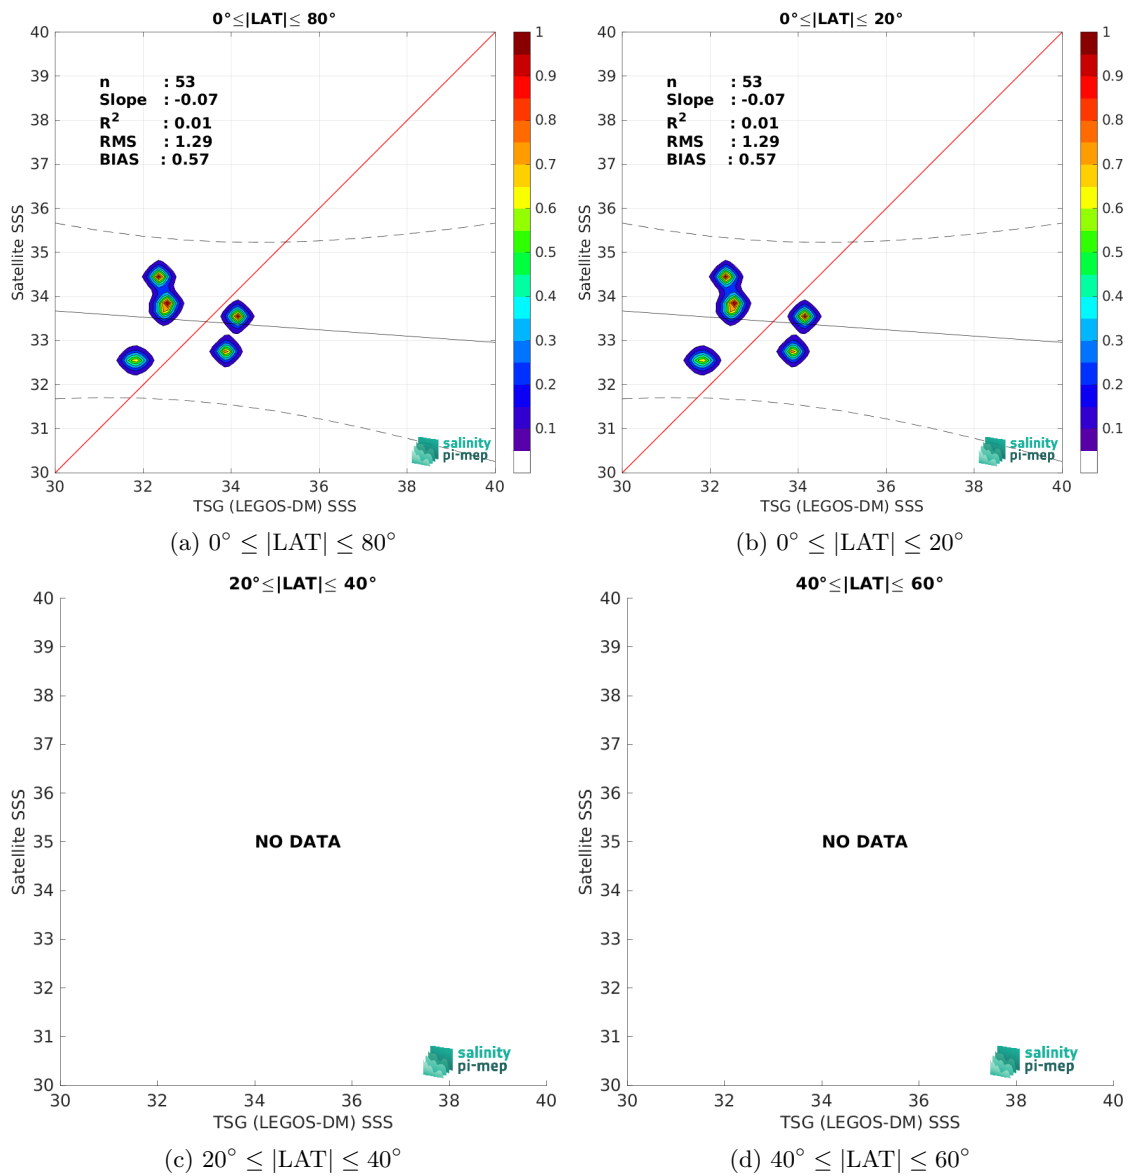 0°≤|LAT|≤ 80°
40
39
38
37
36
35
34
33
32
31
30
Satellite SSS
n : 53
Slope : -0.07
R² : 0.01
RMS : 1.29
BIAS : 0.57
1
0.9
0.8
0.7
0.6
0.5
0.4
0.3
0.2
0.1
salinity
pi-mep
30 32 34 36 38 40
TSG (LEGOS-DM) SSS
(a) 0° ≤ |LAT| ≤ 80°
0°≤|LAT|≤ 20°
40
39
38
37
36
35
34
33
32
31
30
Satellite SSS
n : 53
Slope : -0.07
R² : 0.01
RMS : 1.29
BIAS : 0.57
1
0.9
0.8
0.7
0.6
0.5
0.4
0.3
0.2
0.1
salinity
pi-mep
30 32 34 36 38 40
TSG (LEGOS-DM) SSS
(b) 0° ≤ |LAT| ≤ 20°
20°≤|LAT|≤ 40°
40
39
38
37
36
35
34
33
32
31
30
Satellite SSS
NO DATA
salinity
pi-mep
30 32 34 36 38 40
TSG (LEGOS-DM) SSS
(c) 20° ≤ |LAT| ≤ 40°
40°≤|LAT|≤ 60°
40
39
38
37
36
35
34
33
32
31
30
Satellite SSS
NO DATA
salinity
pi-mep
30 32 34 36 38 40
TSG (LEGOS-DM) SSS
(d) 40° ≤ |LAT| ≤ 60°